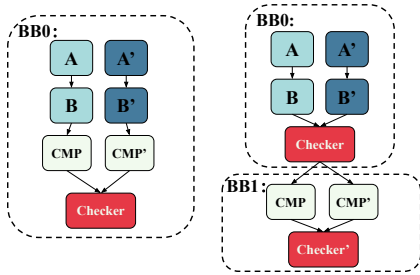 BB0:
A A'
B B'
CMP CMP'
Checker
BB0:
A A'
B B'
Checker
BB1:
CMP CMP'
Checker'